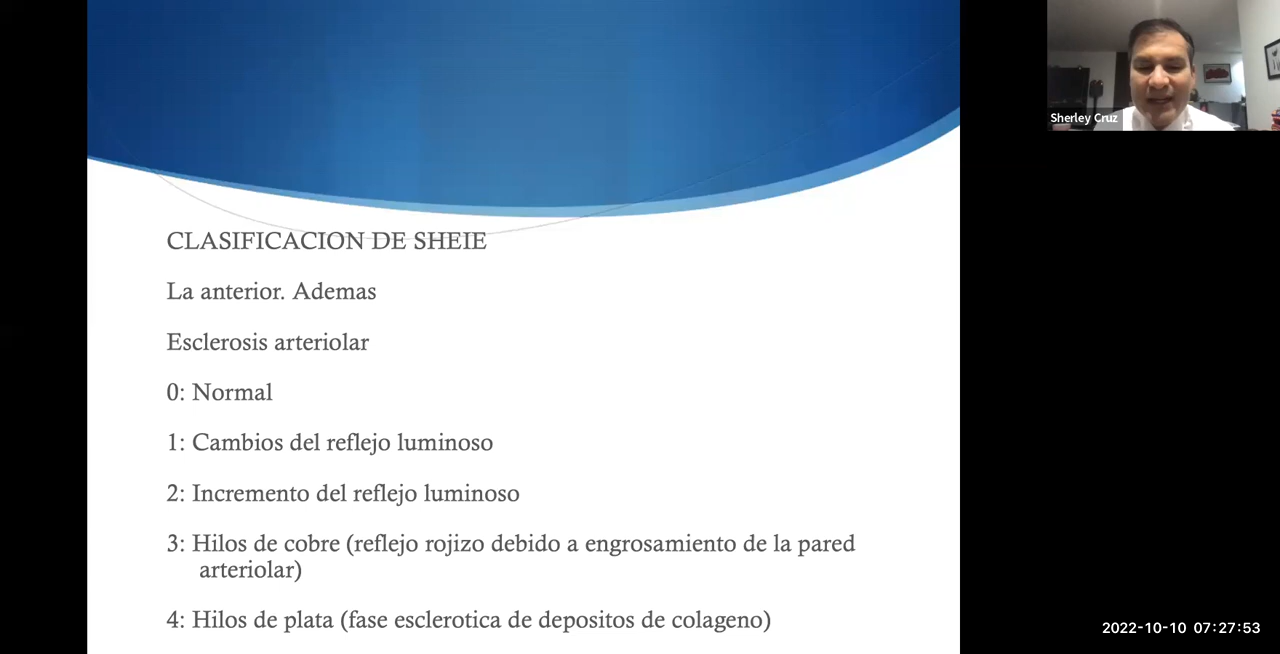 CLASIFICACION DE SHEIE
La anterior. Ademas
Esclerosis arteriolar
0: Normal
1: Cambios del reflejo luminoso
2: Incremento del reflejo luminoso
3: Hilos de cobre (reflejo rojizo debido a engrosamiento de la pared
arteriolar)
4: Hilos de plata (fase esclerotica de depositos de colageno)
Sherley Cruz
2022-10-10 07:27:53